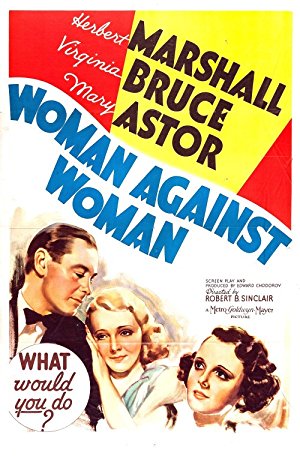 Herbert MARSHALL
Virginia BRUCE
Mary ASTOR
WOMAN AGAINST
WOMAN
SCREEN PLAY AND
PRODUCED BY EDWARD CHODOROV
Directed by
ROBERT B. SINCLAIR
A Metro-Goldwyn-Mayer
PICTURE
WHAT
would
you do?